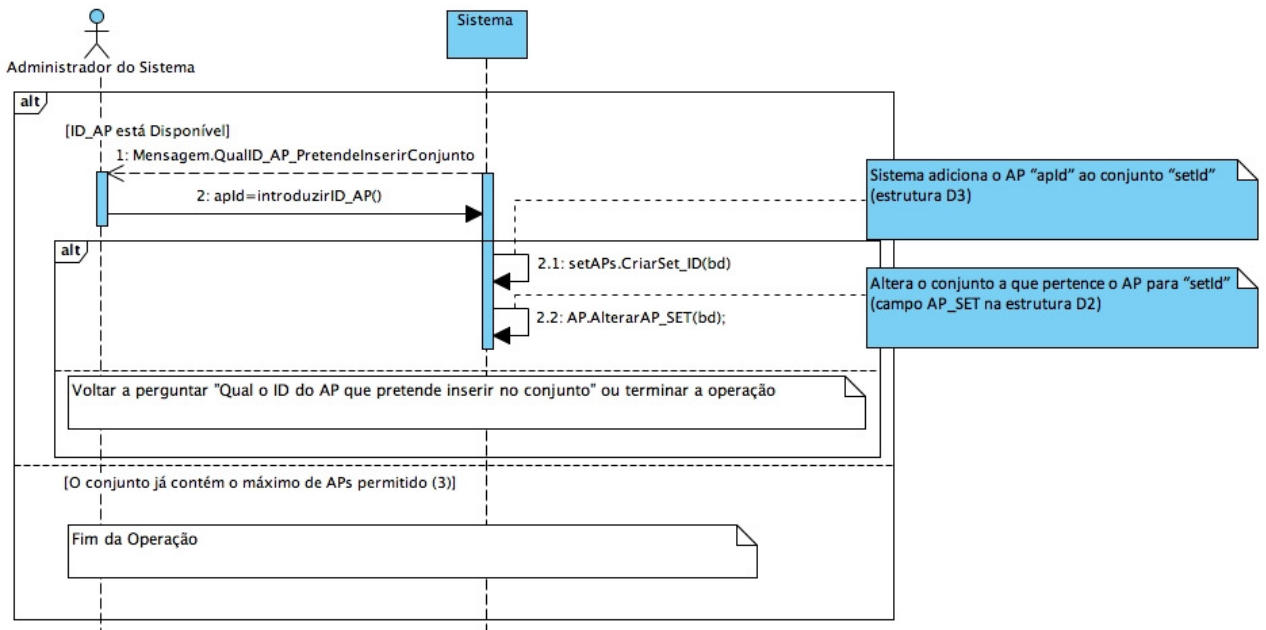 Sistema
Administrador do Sistema
alt
[ID_AP está Disponível]
1: Mensagem.QualID_AP_PretendeInserirConjunto
Sistema adiciona o AP “apId” ao conjunto “setId”
(estrutura D3)
2: apId=introduzirID_AP()
alt
2.1: setAPs.CriarSet_ID(bd)
Altera o conjunto a que pertence o AP para “setId”
(campo AP_SET na estrutura D2)
2.2: AP.AlterarAP_SET(bd);
Voltar a perguntar "Qual o ID do AP que pretende inserir no conjunto" ou terminar a operação
[O conjunto já contém o máximo de APs permitido (3)]
Fim da Operação